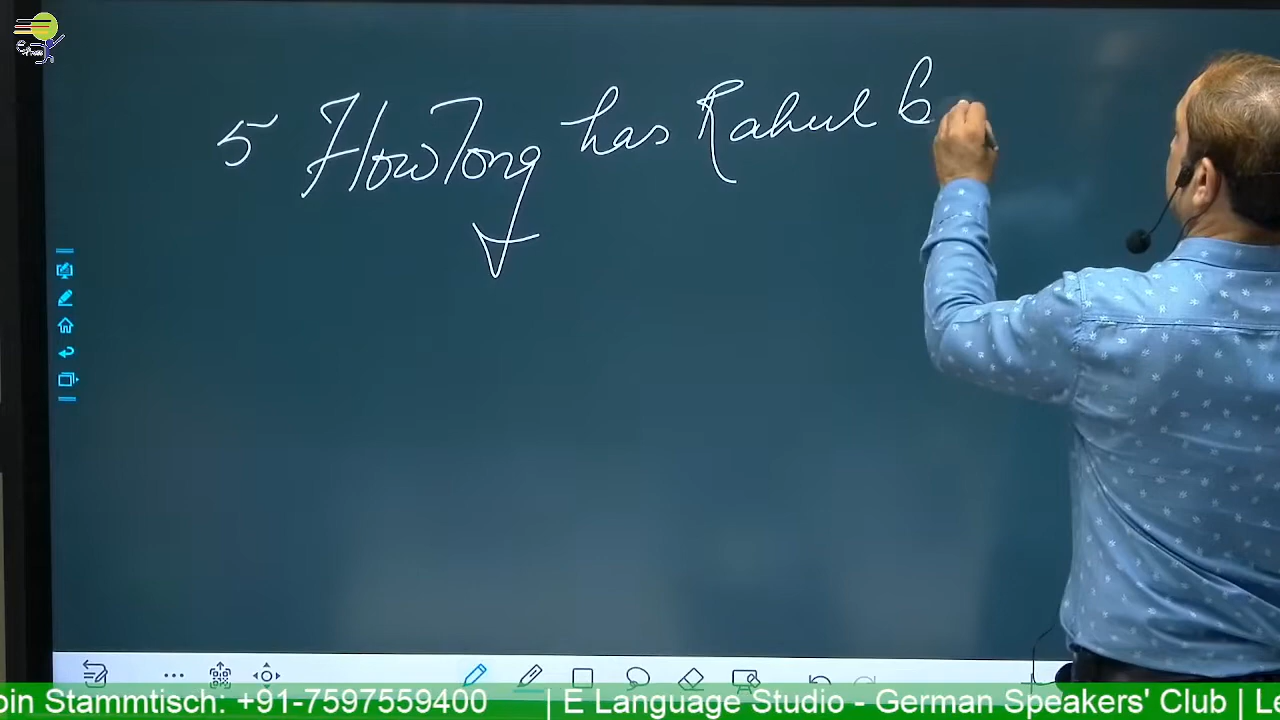 5 How long has Rahul b
oin Stammtisch: +91-7597559400 | E Language Studio - German Speakers' Club | Le